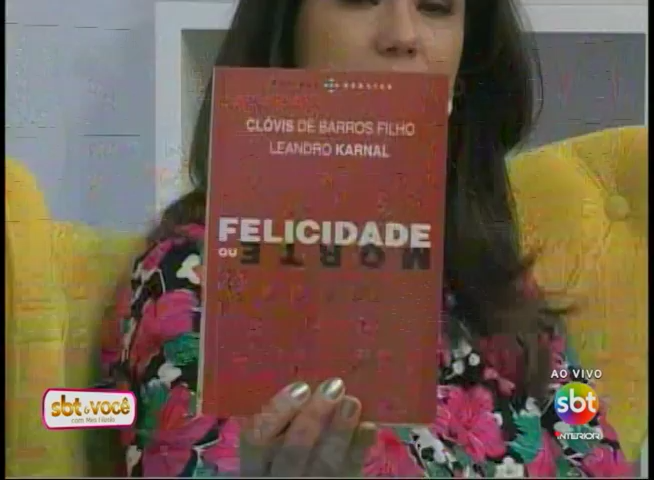 CLÓVIS DE BARROS FILHO
LEANDRO KARNAL
FELICIDADE
OU
MORTE
AO VIVO
sbt
INTERIOR
sbt & VOCÊ